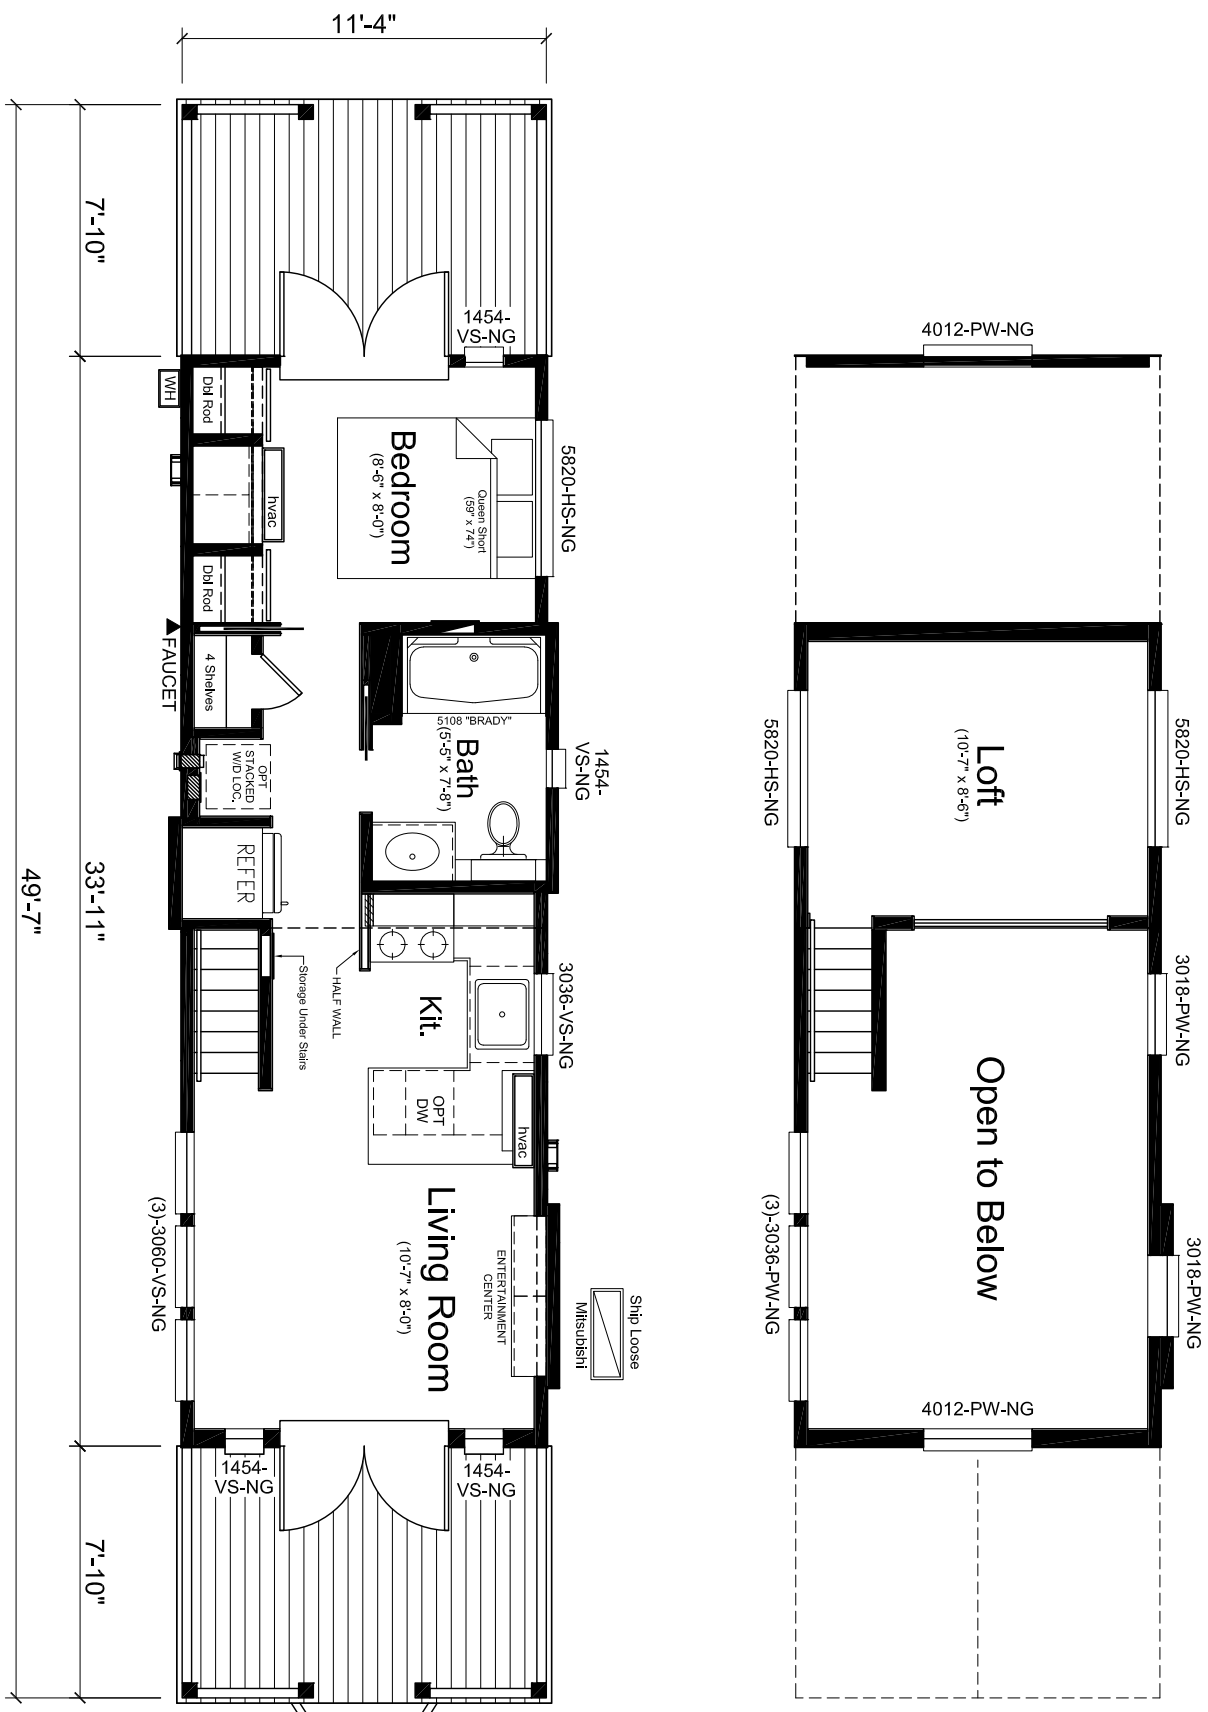 11'-4"
7'-10"
33'-11"
7'-10"
49'-7"
1454-
VS-NG
5820-HS-NG
WH
Dbl Rod
hvac
Dbl Rod
Bedroom
(8'-6" x 8'-0")
Queen Short
(59" x 74")
FAUCET
4 Shelves
OPT
STACKED
W/D LOC.
5108 "BRADY"
Bath
(5'-5" x 7'-8")
1454-
VS-NG
REFER
Storage Under Stairs
HALF WALL
Kit.
3036-VS-NG
OPT
DW
hvac
Living Room
(10'-7" x 8'-0")
ENTERTAINMENT
CENTER
Ship Loose
Mitsubishi
(3)-3060-VS-NG
1454-
VS-NG
1454-
VS-NG
4012-PW-NG
Loft
(10'-7" x 8'-6")
5820-HS-NG
5820-HS-NG
3018-PW-NG
Open to Below
3018-PW-NG
(3)-3036-PW-NG
4012-PW-NG